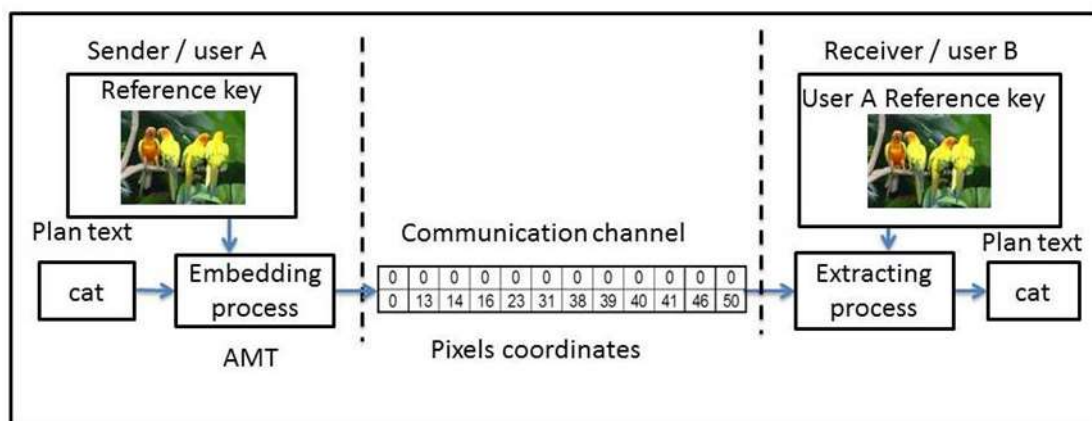 Sender / user A
Receiver / user B
Reference key
User A Reference key
Plan text
Communication channel
Plan text
cat
Embedding process
0 0 0 0 0 0 0 0 0 0 0 0
0 13 14 16 23 31 38 39 40 41 46 50
Extracting process
cat
AMT
Pixels coordinates